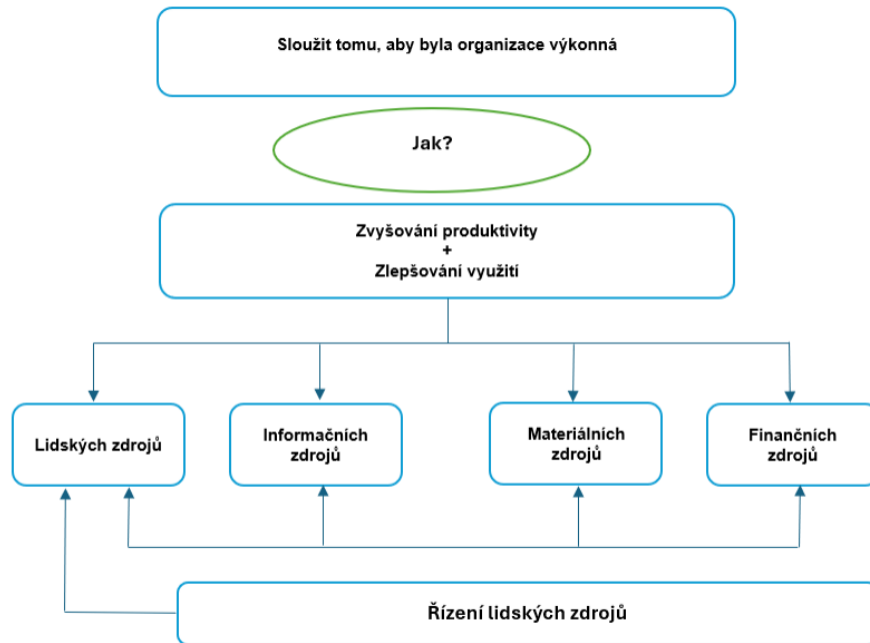 Sloužit tomu, aby byla organizace výkonná
Jak?
Zvyšování produktivity
+
Zlepšování využití
Lidských zdrojů
Informačních
zdrojů
Materiálních
zdrojů
Finančních
zdrojů
Řízení lidských zdrojů